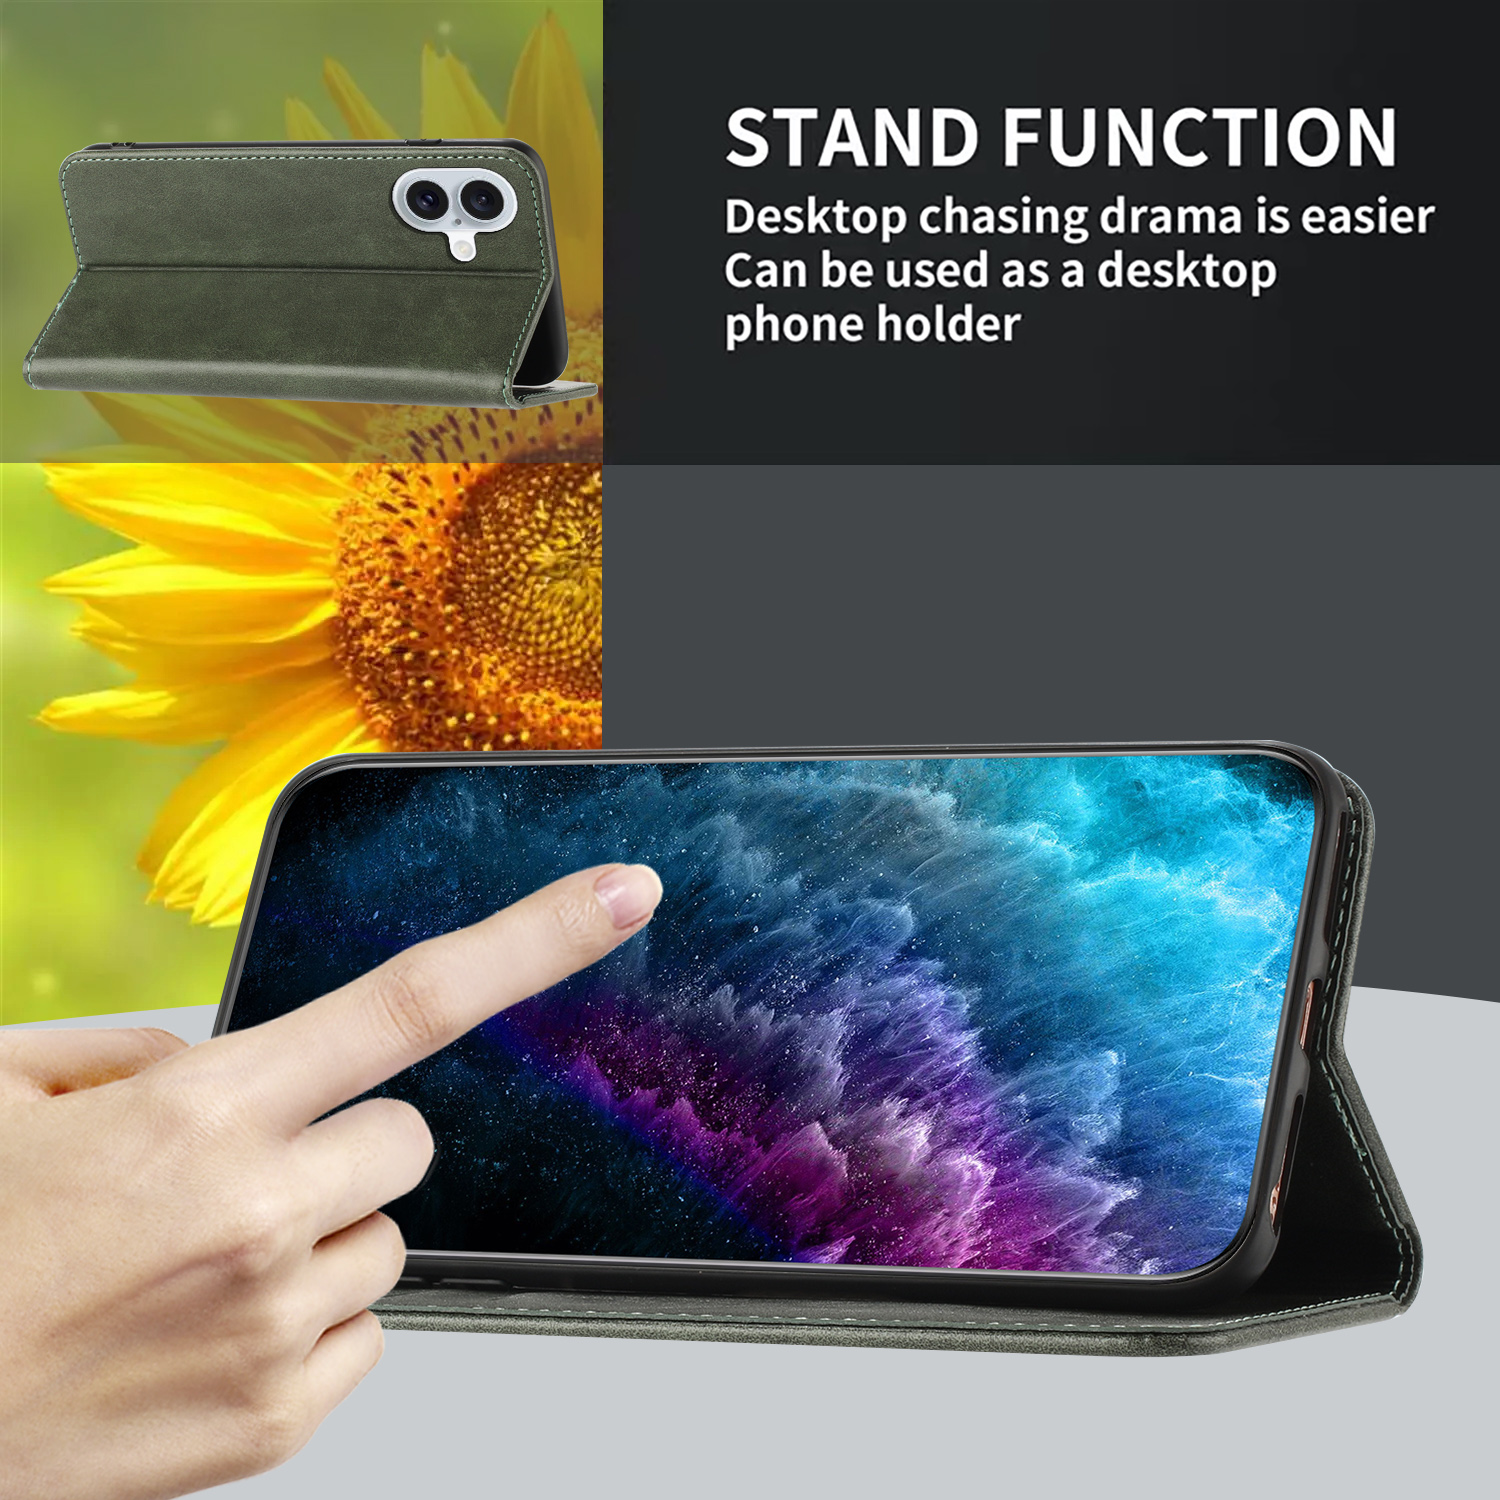 STAND FUNCTION
Desktop chasing drama is easier
Can be used as a desktop
phone holder